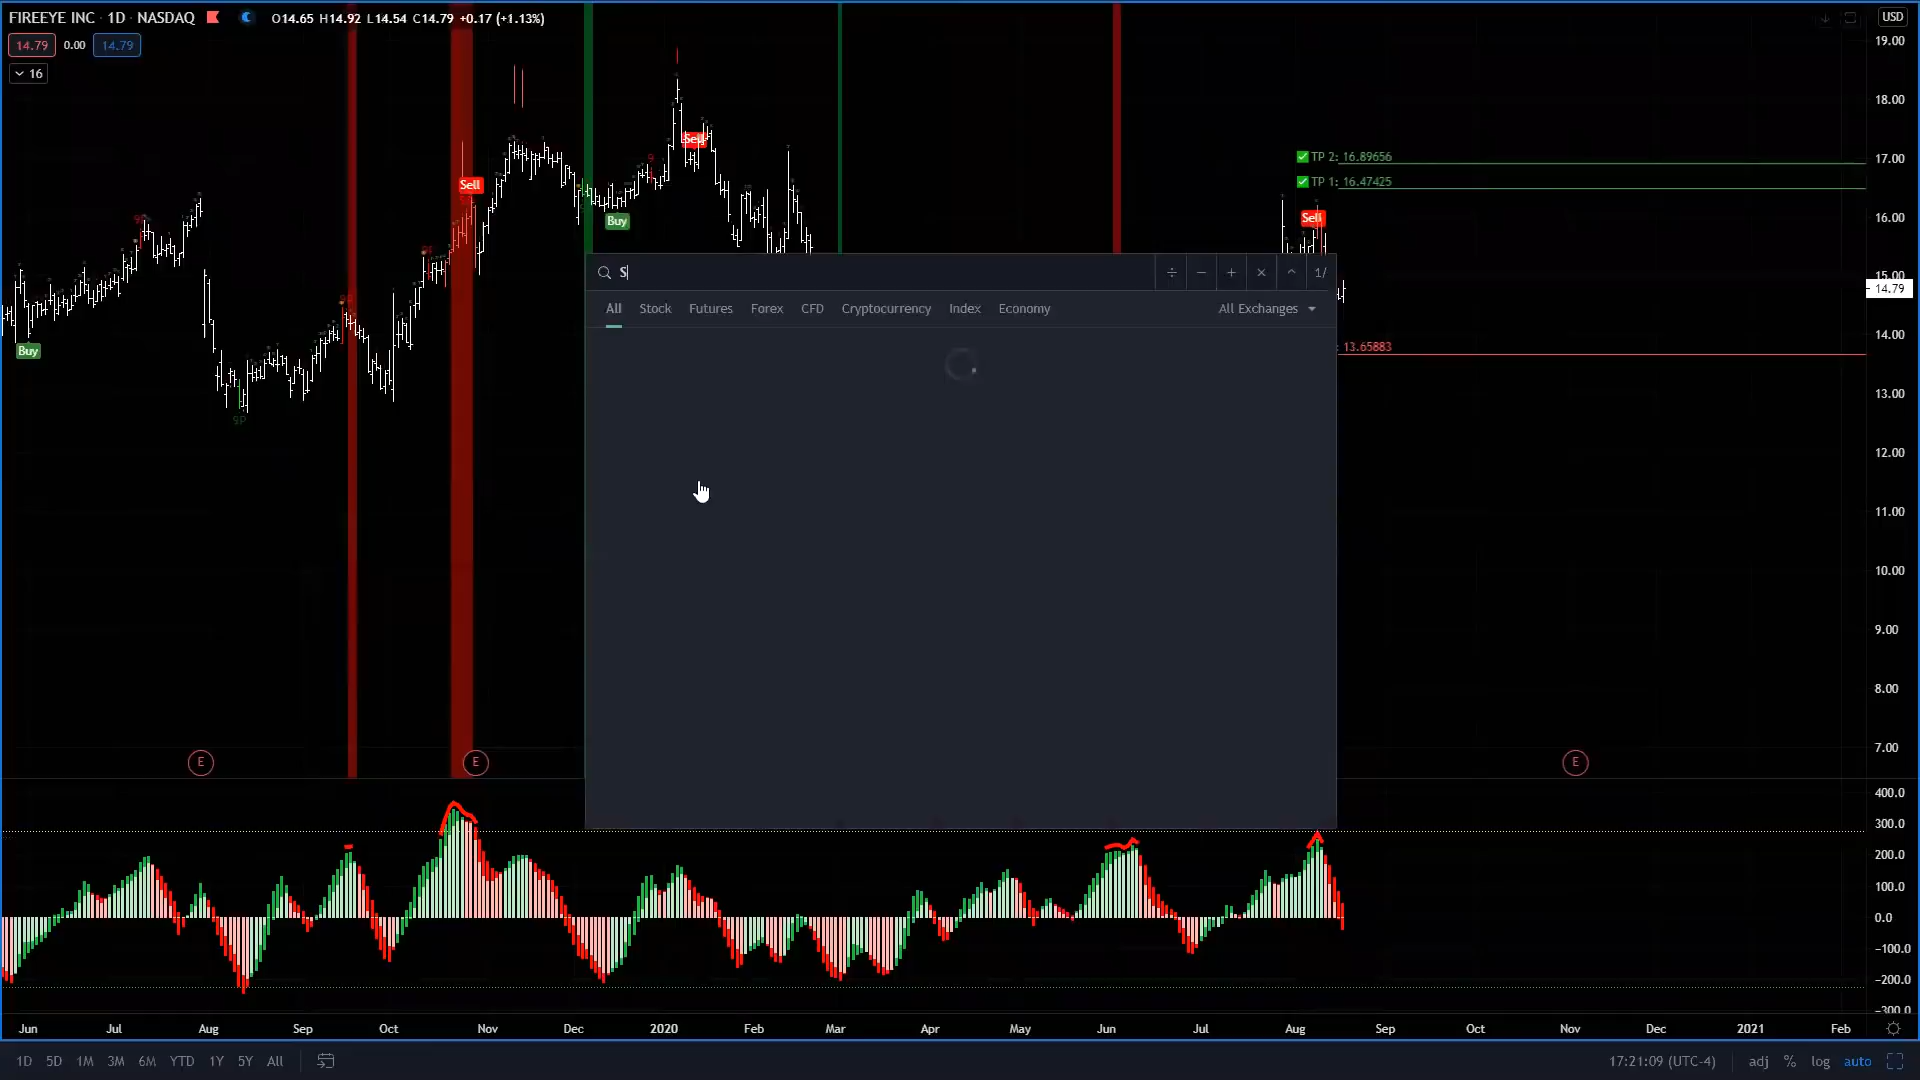 FIREEYE INC · 1D · NASDAQ O14.65 H14.92 L14.54 C14.79 +0.17 (+1.13%) USD
14.79 0.00 14.79
16
19.00
18.00
17.00
16.00
15.00
14.79
14.00
13.00
12.00
11.00
10.00
9.00
8.00
7.00
TP 2: 16.89656
TP 1: 16.47425
: 13.65883
Sell
Sell
Sell
Buy
Buy
9P
S ÷ − + × ^ 1/
All Stock Futures Forex CFD Cryptocurrency Index Economy All Exchanges
E E E
400.0
300.0
200.0
100.0
0.0
−100.0
−200.0
−300.0
Jun Jul Aug Sep Oct Nov Dec 2020 Feb Mar Apr May Jun Jul Aug Sep Oct Nov Dec 2021 Feb
1D 5D 1M 3M 6M YTD 1Y 5Y All 17:21:09 (UTC-4) adj % log auto